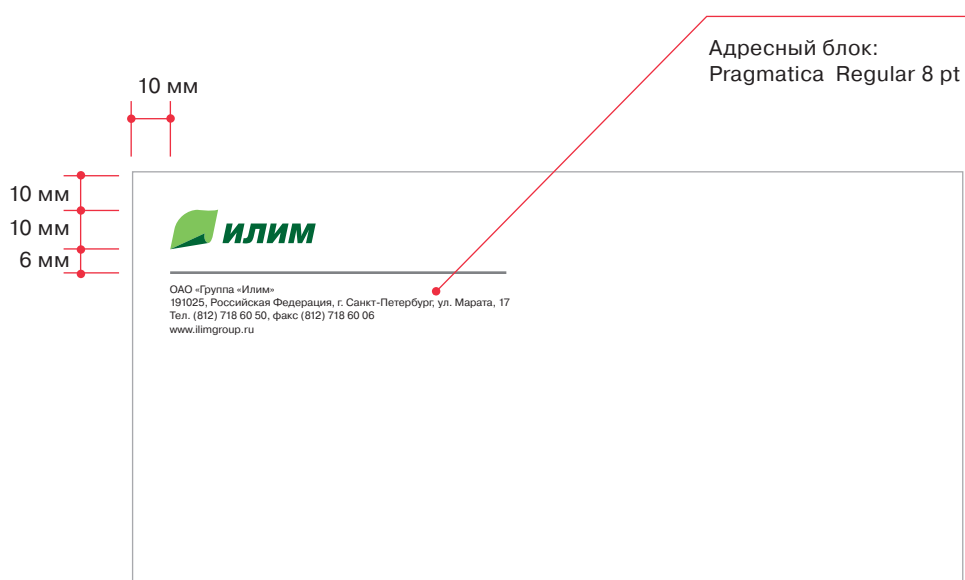 Адресный блок:
Pragmatica Regular 8 pt
10 мм
10 мм
10 мм
6 мм
ИЛИМ
ОАО «Группа «Илим»
191025, Российская Федерация, г. Санкт-Петербург, ул. Марата, 17
Тел. (812) 718 60 50, факс (812) 718 60 06
www.ilimgroup.ru